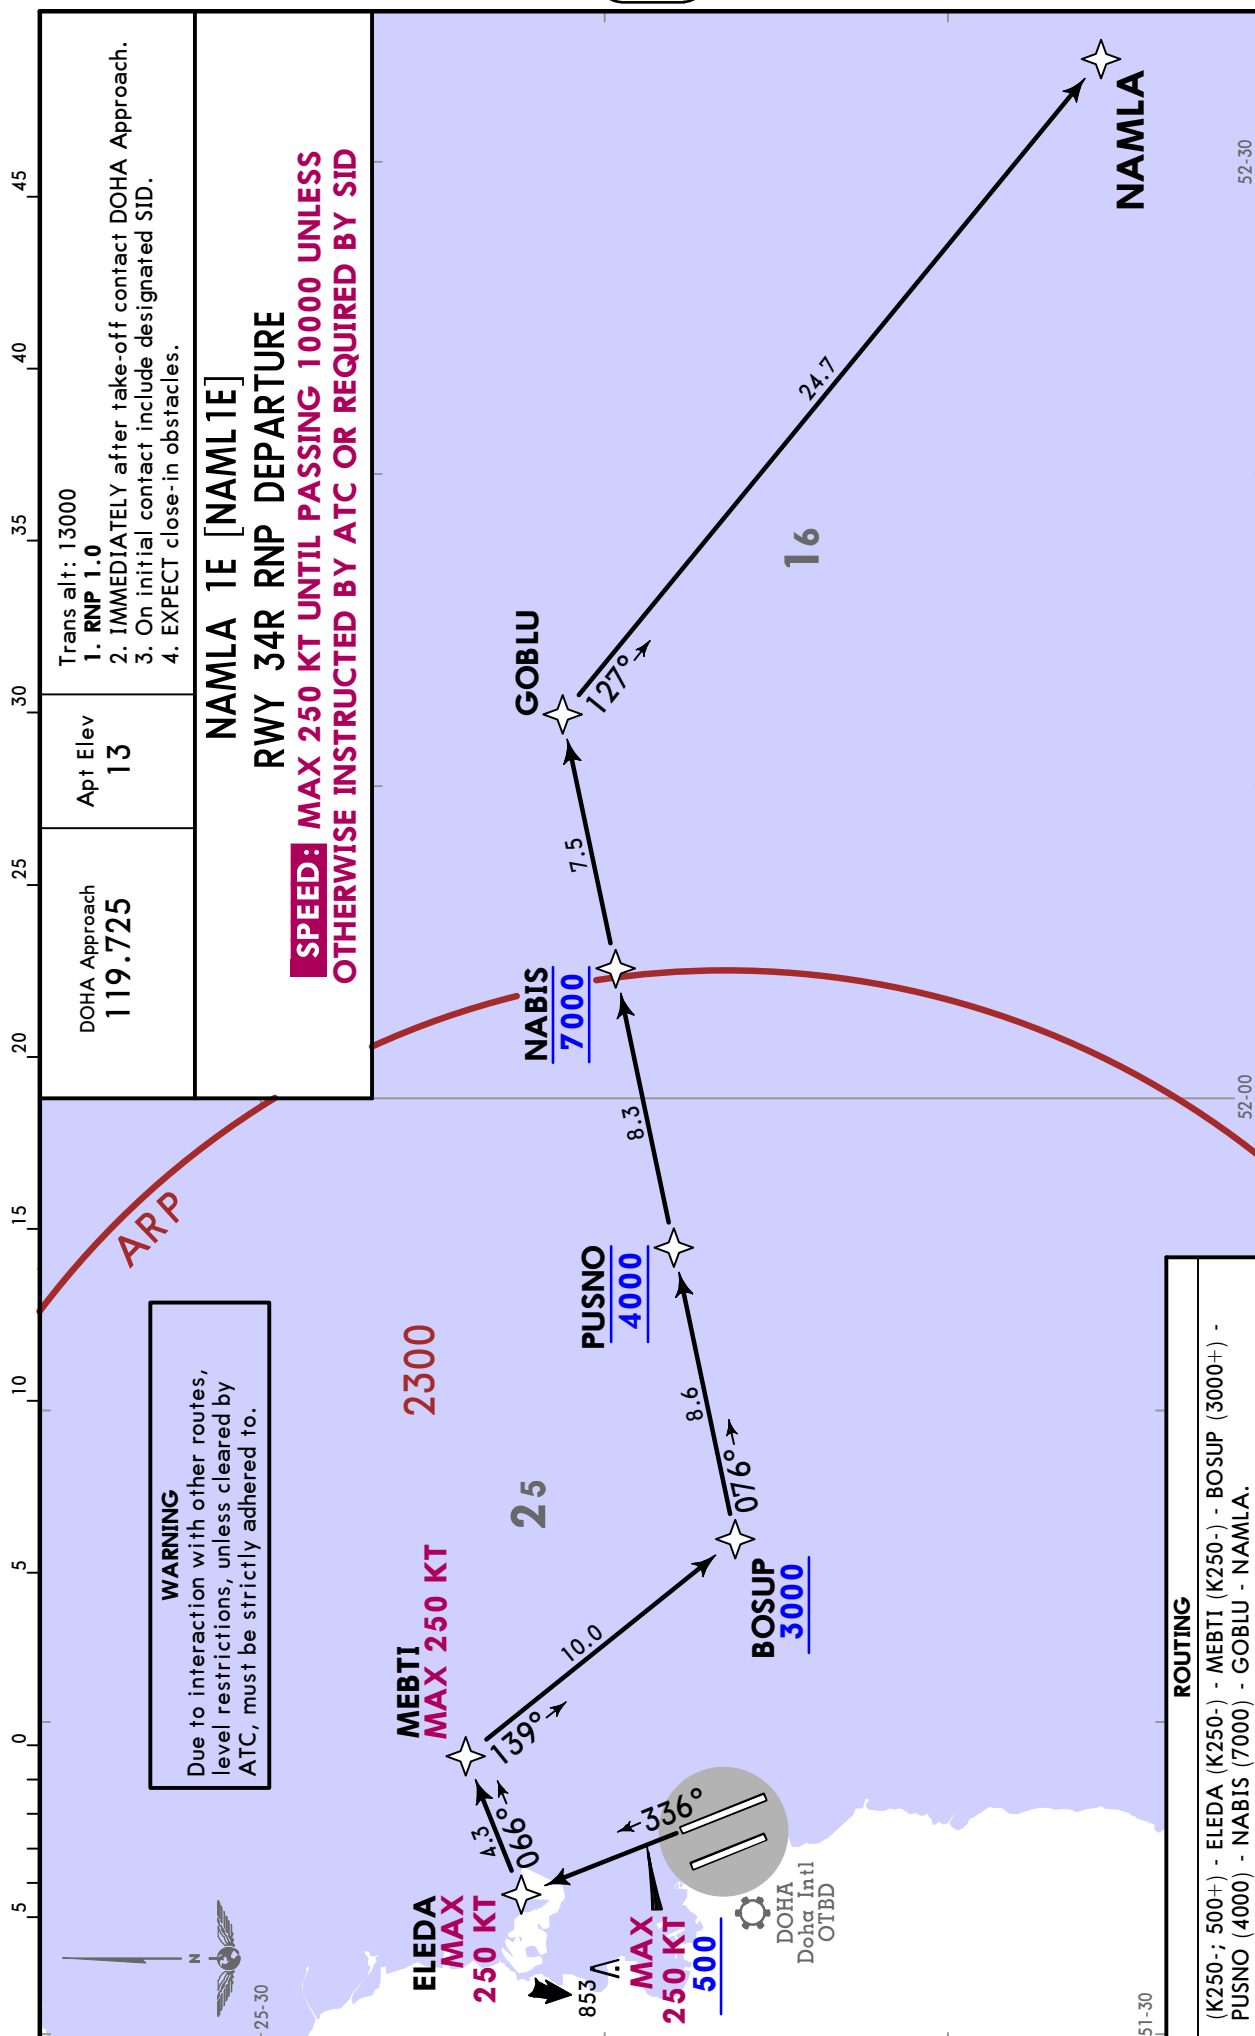 DOHA Approach
119.725
Apt Elev
13
Trans alt: 13000
1. RNP 1.0
2. IMMEDIATELY after take-off contact DOHA Approach.
3. On initial contact include designated SID.
4. EXPECT close-in obstacles.
NAMLA 1E [NAML1E]
RWY 34R RNP DEPARTURE
SPEED: MAX 250 KT UNTIL PASSING 10000 UNLESS
OTHERWISE INSTRUCTED BY ATC OR REQUIRED BY SID
5
0
5
10
15
20
25
30
35
40
45
WARNING
Due to interaction with other routes,
level restrictions, unless cleared by
ATC, must be strictly adhered to.
ARP
2300
25
16
N
25-30
ELEDA
MAX
250 KT
4.3
066°
MEBTI
MAX 250 KT
139°
10.0
BOSUP
3000
076°
8.6
PUSNO
4000
8.3
NABIS
7000
7.5
GOBLU
127°
24.7
NAMLA
336°
MAX
250 KT
500
853
DOHA
Doha Intl
OTBD
51-30
52-00
52-30
ROUTING
(K250-; 500+) - ELEDA (K250-) - MEBTI (K250-) - BOSUP (3000+) -
PUSNO (4000) - NABIS (7000) - GOBLU - NAMLA.